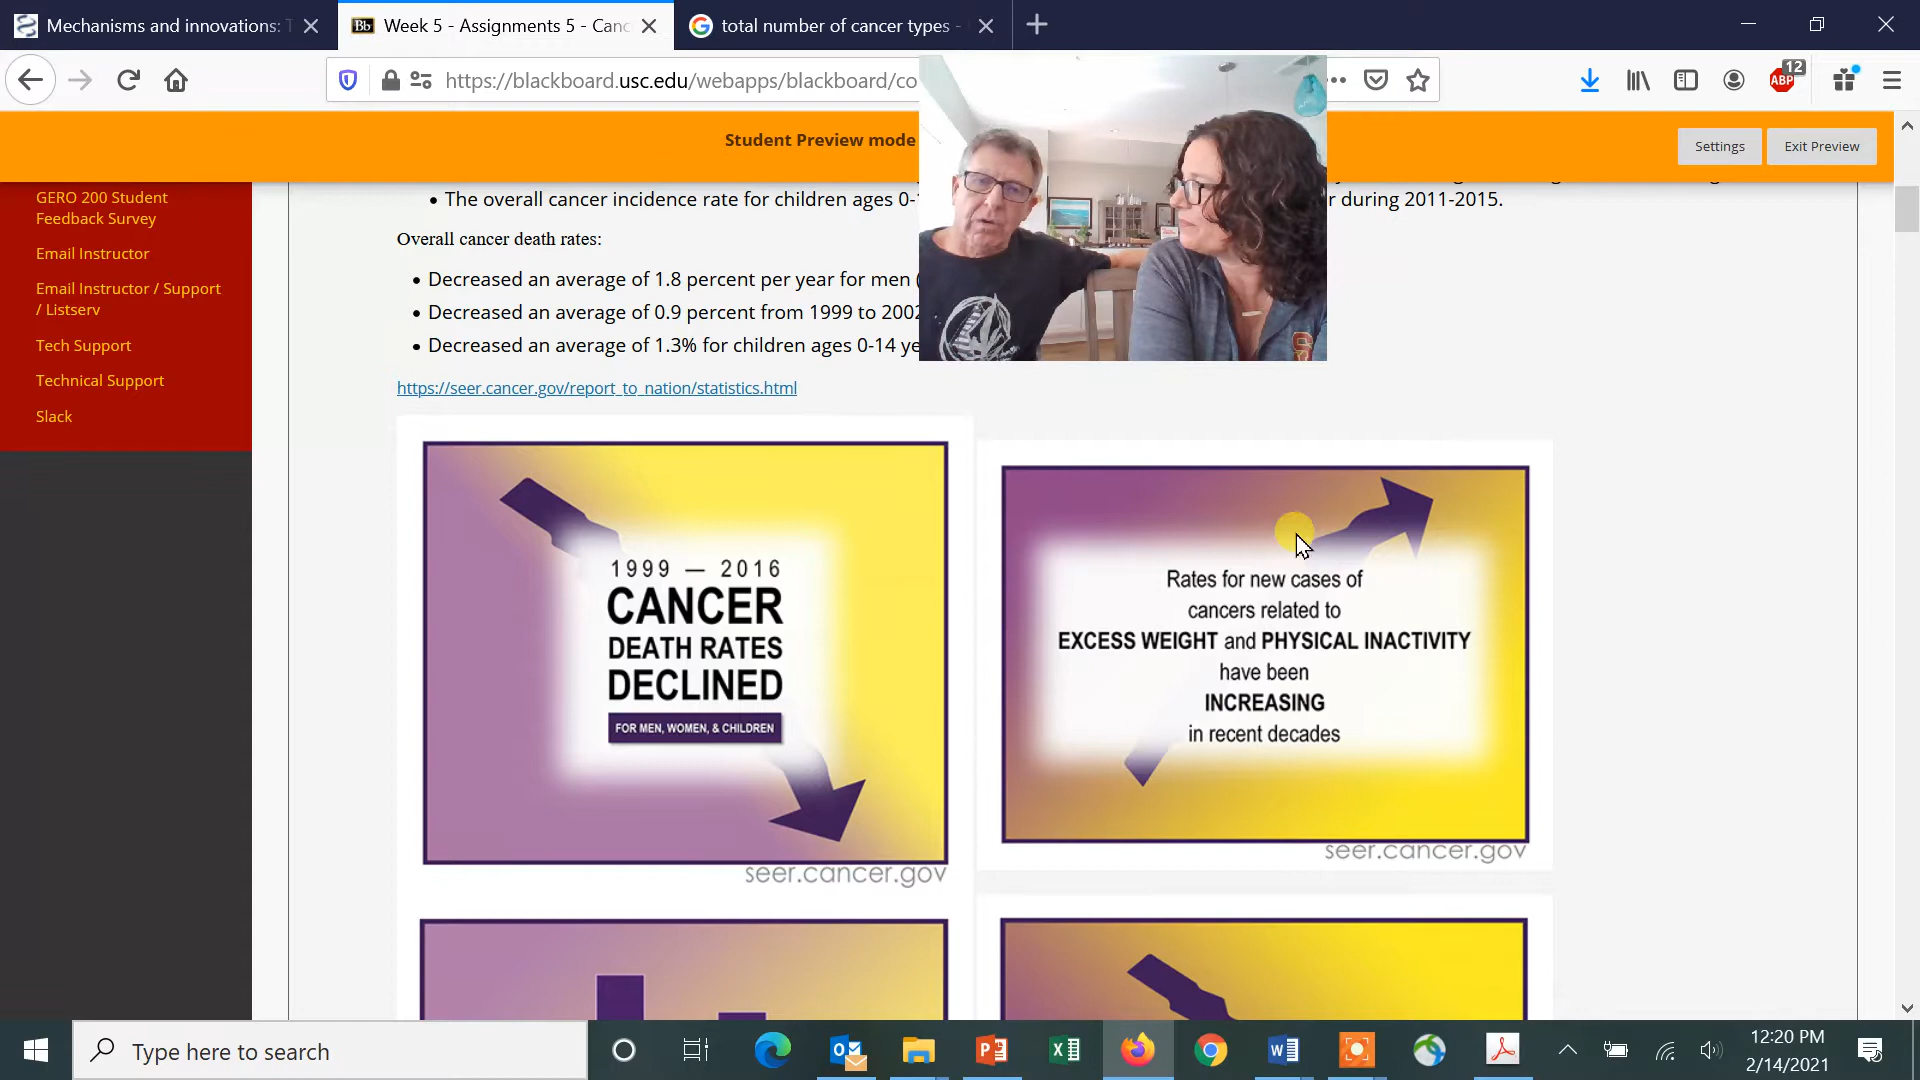 Mechanisms and innovations: T
Bb
Week 5 - Assignments 5 - Canc
total number of cancer types -
https://blackboard.usc.edu/webapps/blackboard/co
ABP
12
Student Preview mode
Settings
Exit Preview
GERO 200 Student
Feedback Survey
Email Instructor
Email Instructor / Support
/ Listserv
Tech Support
Technical Support
Slack
The overall cancer incidence rate for children ages 0-
r during 2011-2015.
Overall cancer death rates:
Decreased an average of 1.8 percent per year for men (
Decreased an average of 0.9 percent from 1999 to 2002
Decreased an average of 1.3% for children ages 0-14 ye
https://seer.cancer.gov/report_to_nation/statistics.html
1999 — 2016
CANCER
DEATH RATES
DECLINED
FOR MEN, WOMEN, & CHILDREN
seer.cancer.gov
Rates for new cases of
cancers related to
EXCESS WEIGHT and PHYSICAL INACTIVITY
have been
INCREASING
in recent decades
seer.cancer.gov
Type here to search
12:20 PM
2/14/2021